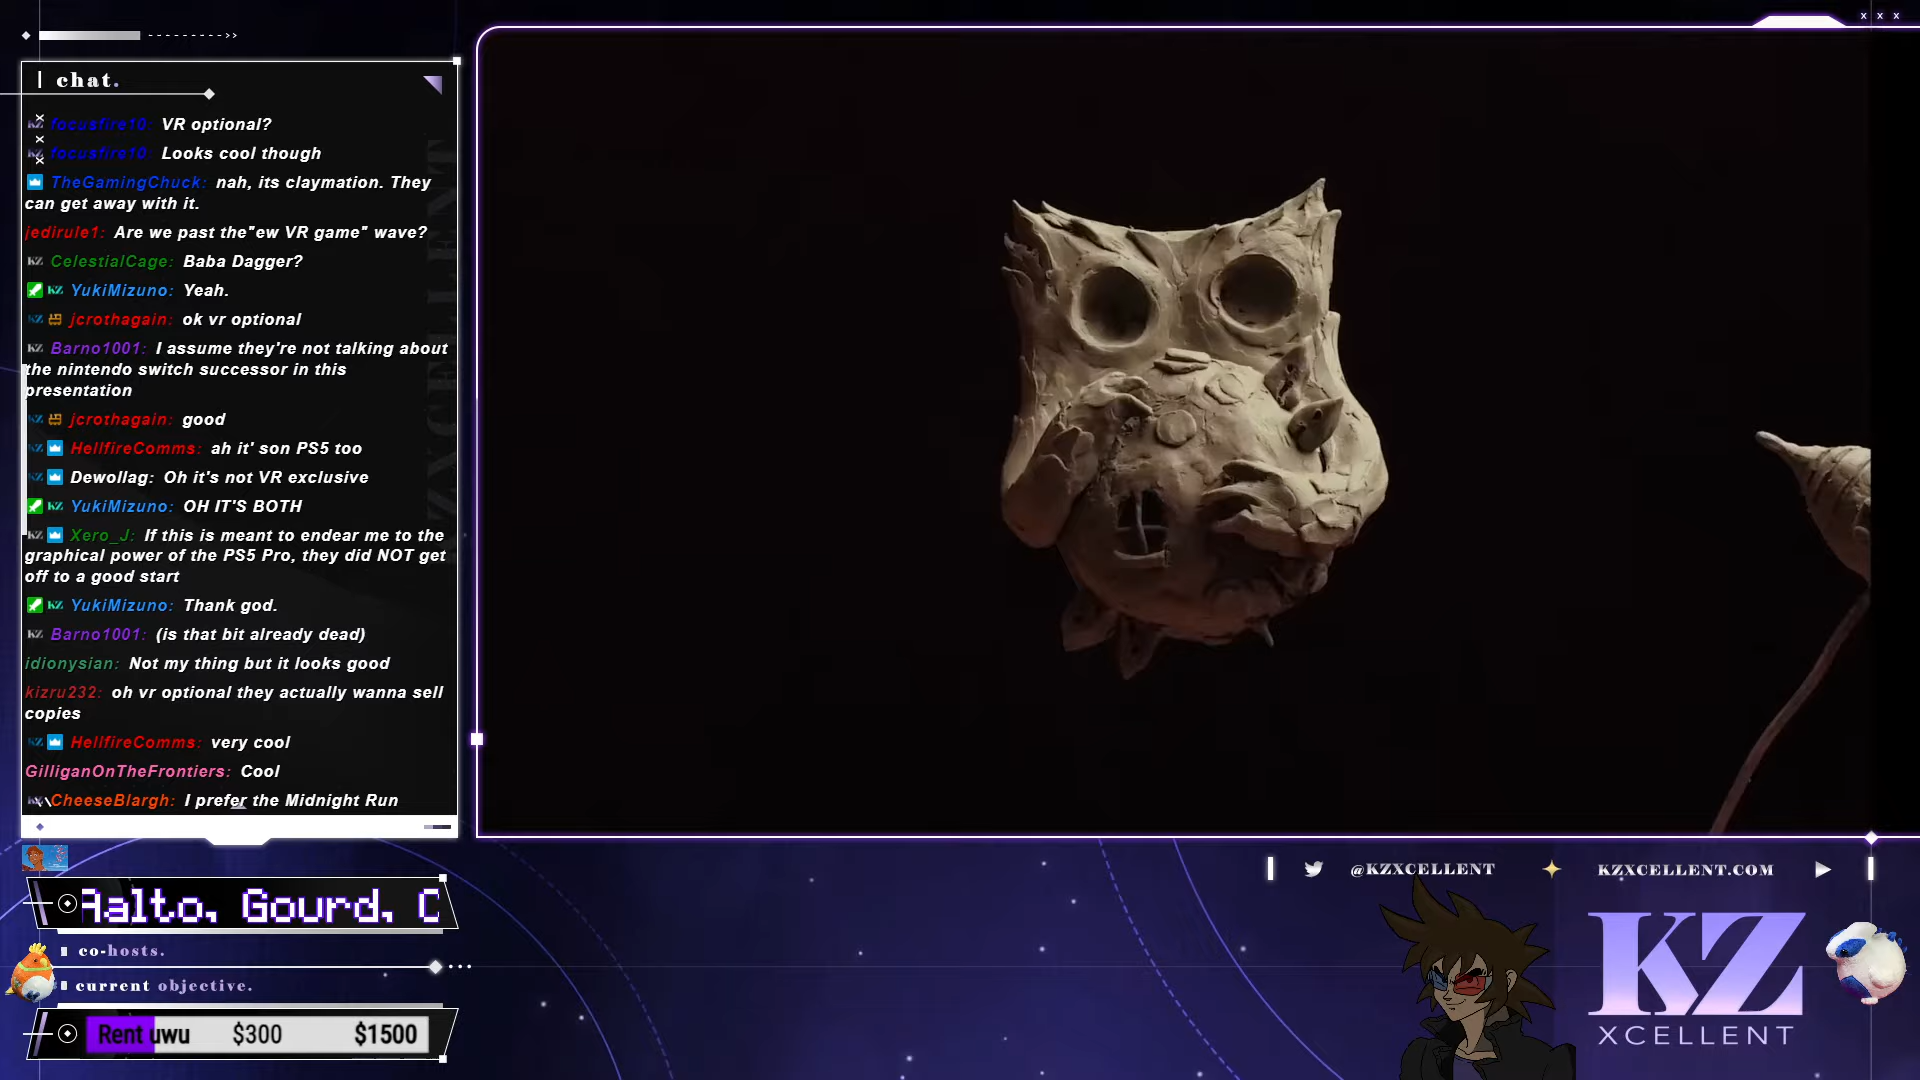 x x x
chat.
focusfire10: VR optional?
focusfire10: Looks cool though
TheGamingChuck: nah, its claymation. They
can get away with it.
jedirule1: Are we past the"ew VR game" wave?
CelestialCage: Baba Dagger?
YukiMizuno: Yeah.
jcrothagain: ok vr optional
Barno1001: I assume they're not talking about
the nintendo switch successor in this
presentation
jcrothagain: good
HellfireComms: ah it' son PS5 too
Dewollag: Oh it's not VR exclusive
YukiMizuno: OH IT'S BOTH
Xero_J: If this is meant to endear me to the
graphical power of the PS5 Pro, they did NOT get
off to a good start
YukiMizuno: Thank god.
Barno1001: (is that bit already dead)
idionysian: Not my thing but it looks good
kizru232: oh vr optional they actually wanna sell
copies
HellfireComms: very cool
GilliganOnTheFrontiers: Cool
CheeseBlargh: I prefer the Midnight Run
Aalto, Gourd, C
co-hosts.
current objective.
Rent uwu $300 $1500
@KZXCELLENT
KZXCELLENT.COM
KZ
XCELLENT